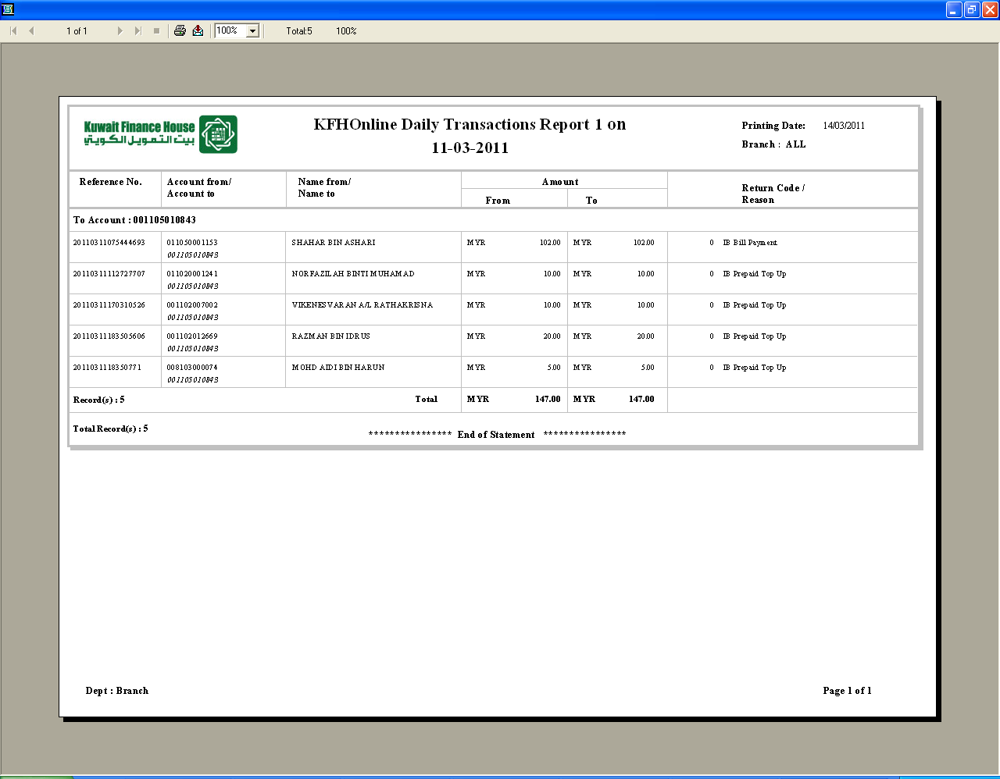 1 of 1 100% Total:5 100%
Kuwait Finance House
بيت التمويل الكويتي
KFHOnline Daily Transactions Report 1 on
11-03-2011
Printing Date: 14/03/2011
Branch : ALL
Reference No. Account from/ Name from/ Amount
Account to Name to Return Code /
From To Reason
To Account : 001105010843
20110311075444693 011050001153 SHAHAR BIN ASHARI MYR 102.00 MYR 102.00 0 IB Bill Payment
001105010843
20110311112727707 011020001241 NORFAZILAH BINTI MUHAMAD MYR 10.00 MYR 10.00 0 IB Prepaid Top Up
001105010843
20110311170310526 001102007002 VIKENESVARAN A/L RATHAKRISNA MYR 10.00 MYR 10.00 0 IB Prepaid Top Up
001105010843
20110311183505606 001102012669 RAZMAN BIN IDRUS MYR 20.00 MYR 20.00 0 IB Prepaid Top Up
001105010843
2011031118350771 008103000074 MOHD AIDI BIN HARUN MYR 5.00 MYR 5.00 0 IB Prepaid Top Up
001105010843
Record(s) : 5 Total MYR 147.00 MYR 147.00
Total Record(s) : 5
**************** End of Statement ****************
Dept : Branch Page 1 of 1